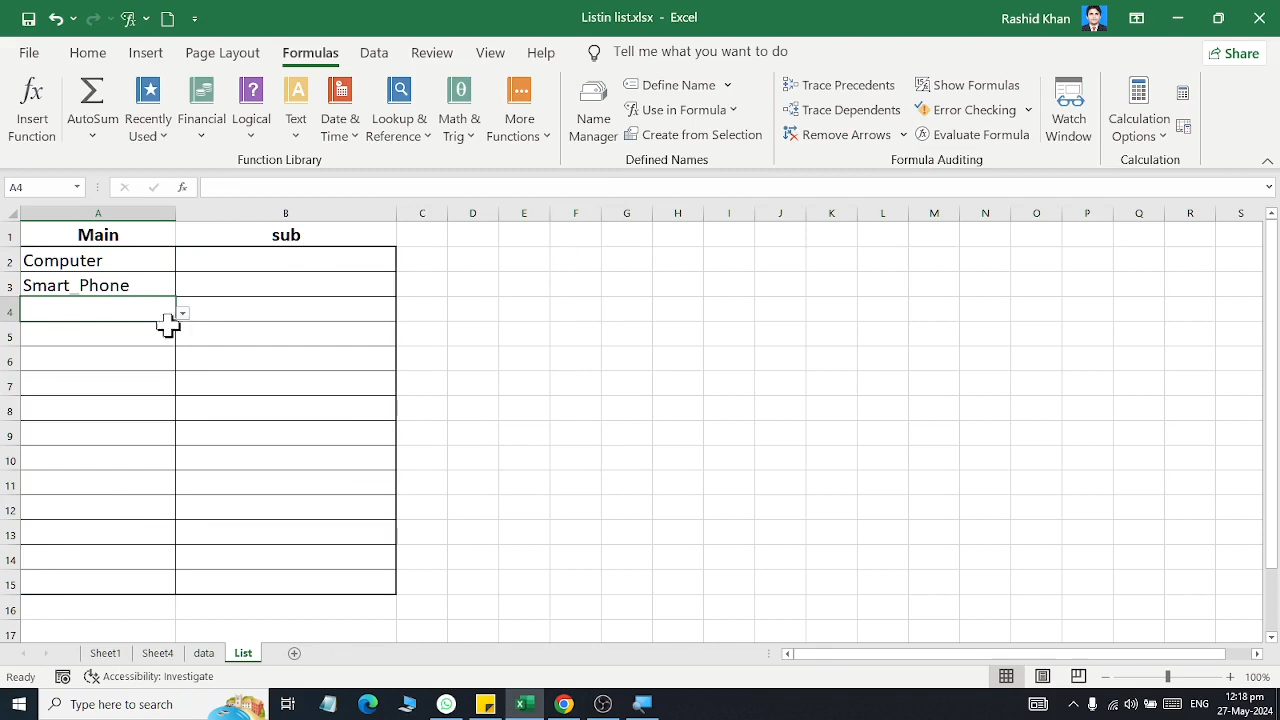 Listin list.xlsx - Excel
Rashid Khan
File Home Insert Page Layout Formulas Data Review View Help Tell me what you want to do Share
Insert Function
AutoSum
Recently Used
Financial
Logical
Text
Date & Time
Lookup & Reference
Math & Trig
More Functions
Function Library
Name Manager
Define Name
Use in Formula
Create from Selection
Defined Names
Trace Precedents
Trace Dependents
Remove Arrows
Show Formulas
Error Checking
Evaluate Formula
Formula Auditing
Watch Window
Calculation Options
Calculation
A4
fx
A B C D E F G H I J K L M N O P Q R S
1 Main sub
2 Computer
3 Smart_Phone
4
5
6
7
8
9
10
11
12
13
14
15
16
17
Sheet1 Sheet4 data List
Ready Accessibility: Investigate 100%
Type here to search ENG 12:18 pm
27-May-2024